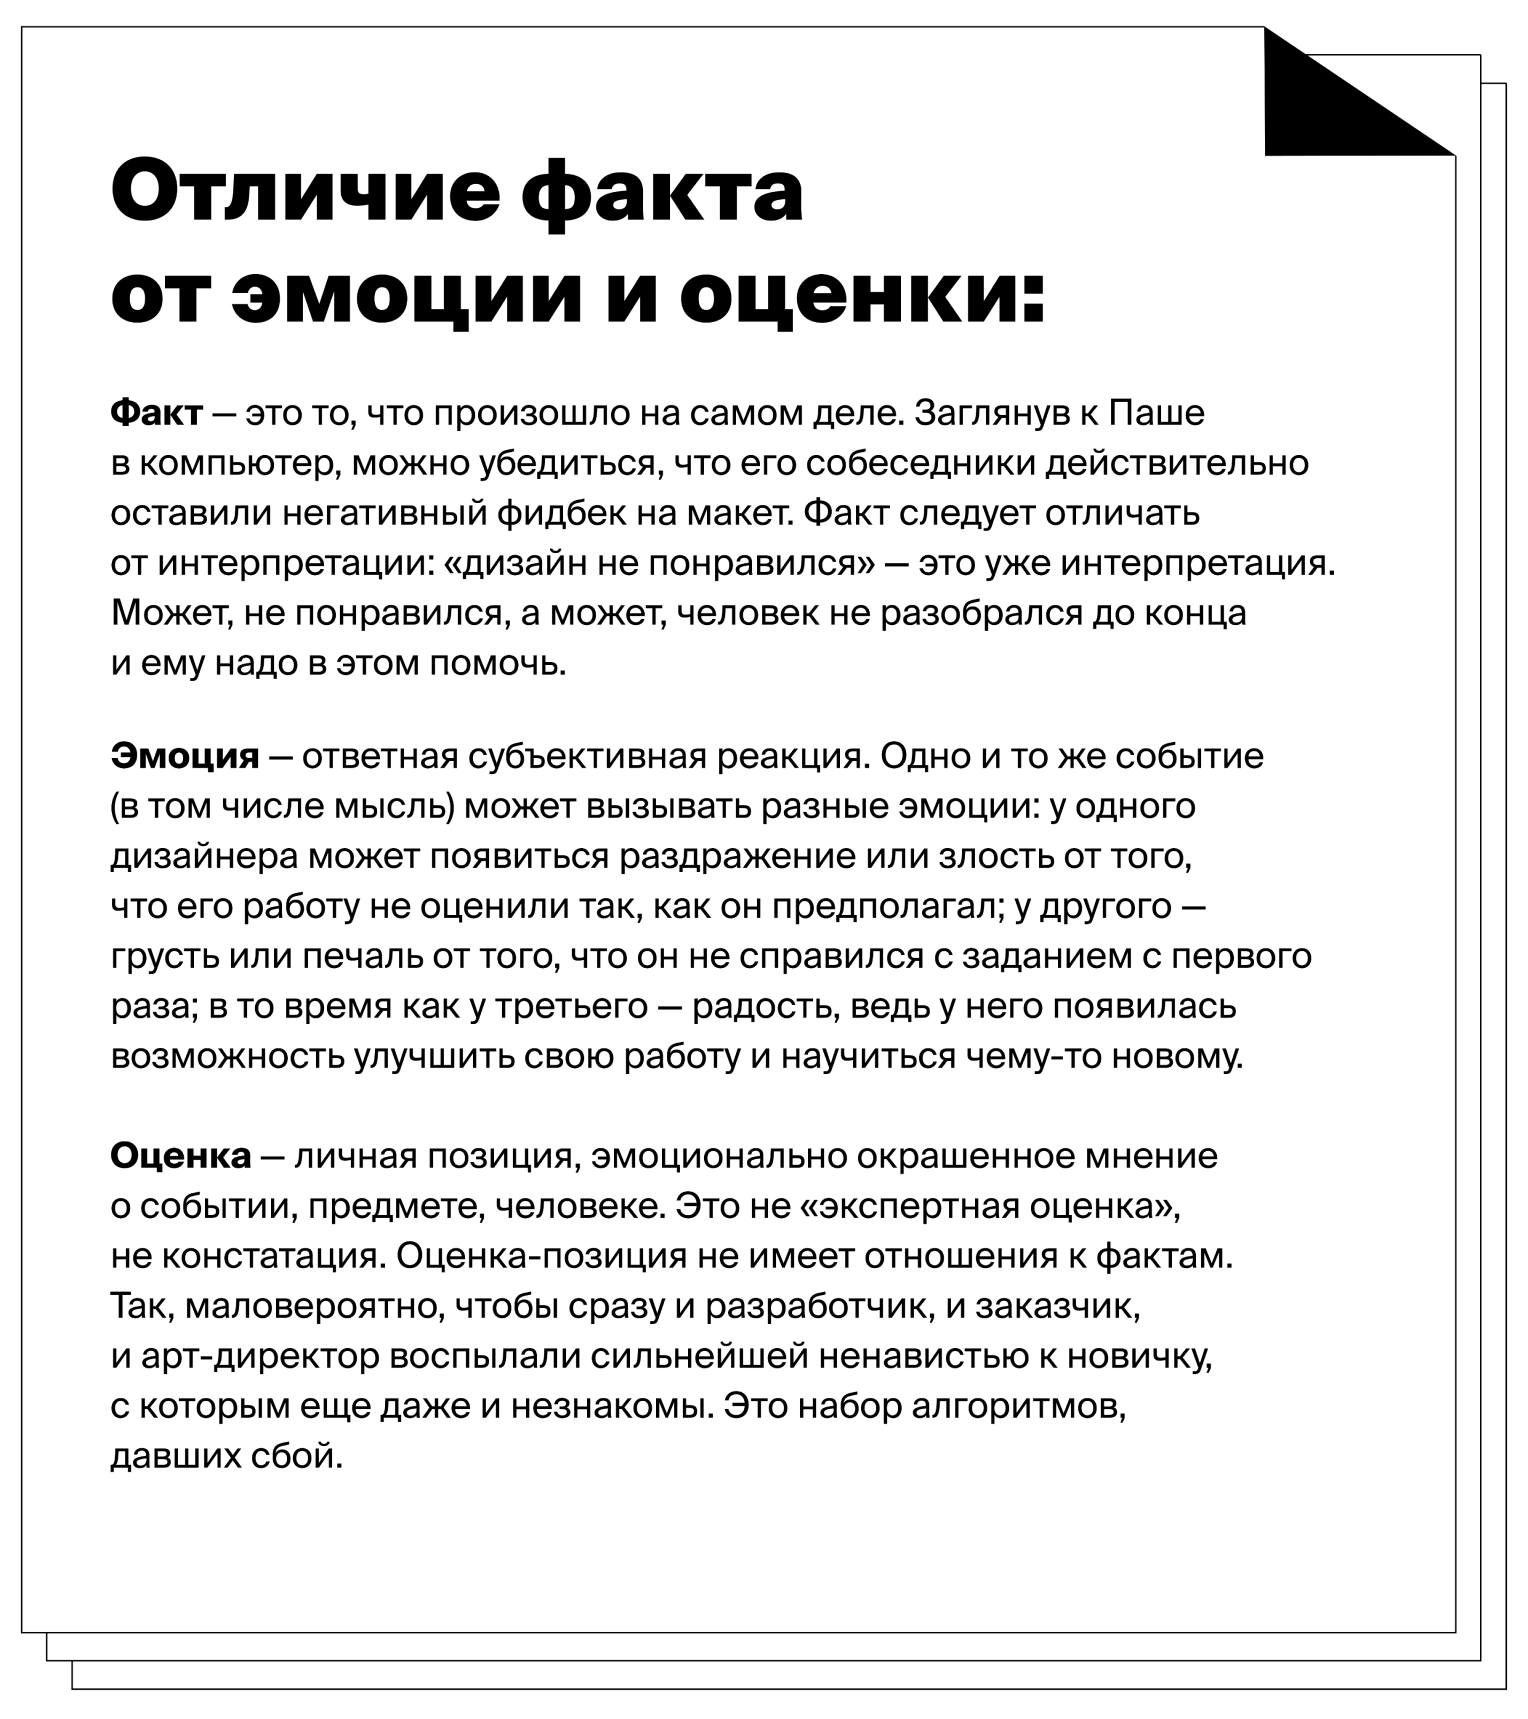 Отличие факта
от эмоции и оценки:
Факт — это то, что произошло на самом деле. Заглянув к Паше
в компьютер, можно убедиться, что его собеседники действительно
оставили негативный фидбек на макет. Факт следует отличать
от интерпретации: «дизайн не понравился» — это уже интерпретация.
Может, не понравился, а может, человек не разобрался до конца
и ему надо в этом помочь.
Эмоция — ответная субъективная реакция. Одно и то же событие
(в том числе мысль) может вызывать разные эмоции: у одного
дизайнера может появиться раздражение или злость от того,
что его работу не оценили так, как он предполагал; у другого —
грусть или печаль от того, что он не справился с заданием с первого
раза; в то время как у третьего — радость, ведь у него появилась
возможность улучшить свою работу и научиться чему-то новому.
Оценка — личная позиция, эмоционально окрашенное мнение
о событии, предмете, человеке. Это не «экспертная оценка»,
не констатация. Оценка-позиция не имеет отношения к фактам.
Так, маловероятно, чтобы сразу и разработчик, и заказчик,
и арт-директор воспылали сильнейшей ненавистью к новичку,
с которым еще даже и незнакомы. Это набор алгоритмов,
давших сбой.